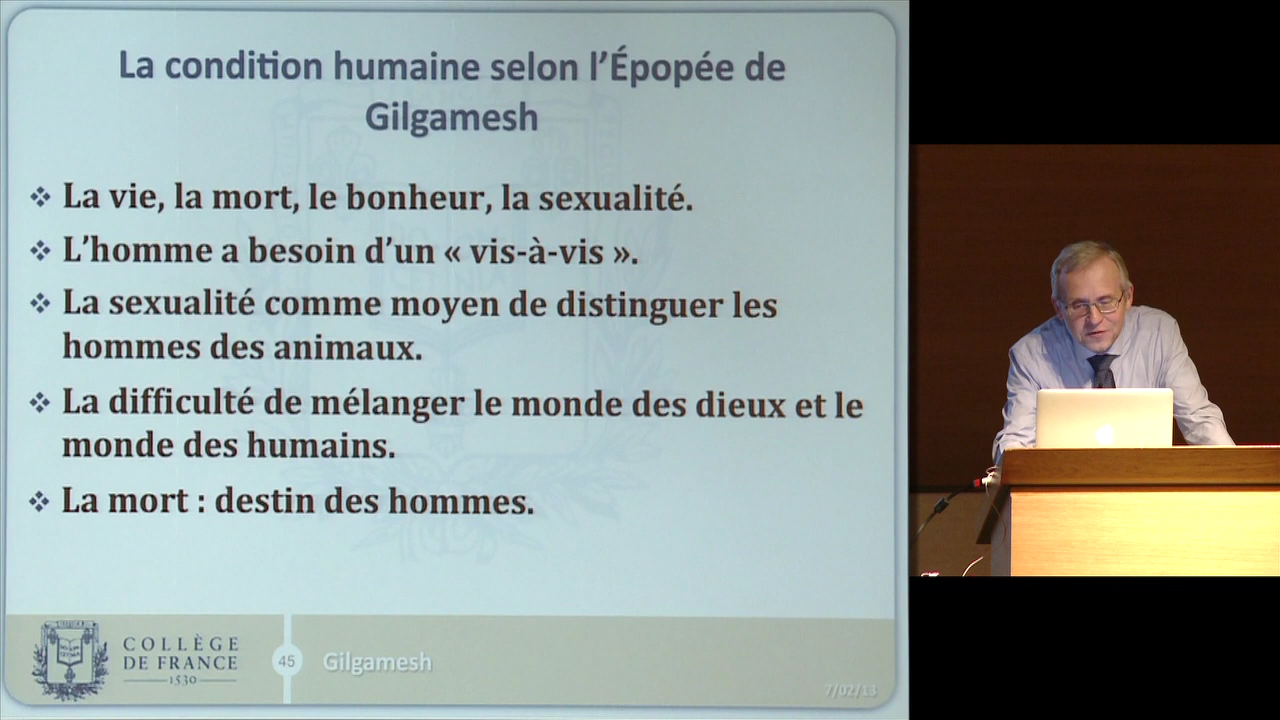 La condition humaine selon l’Épopée de
Gilgamesh
❖ La vie, la mort, le bonheur, la sexualité.
❖ L’homme a besoin d’un « vis-à-vis ».
❖ La sexualité comme moyen de distinguer les
hommes des animaux.
❖ La difficulté de mélanger le monde des dieux et le
monde des humains.
❖ La mort : destin des hommes.
COLLÈGE
DE FRANCE
1530
45
Gilgamesh
7/02/13